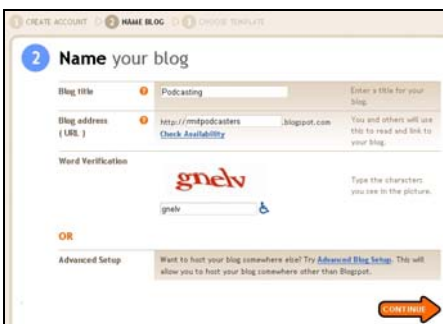 1 CREATE ACCOUNT 2 NAME BLOG 3 CHOOSE TEMPLATE
2 Name your blog
Blog title ? Podcasting Enter a title for your
blog.
Blog address ? http://rmitpodcasters .blogspot.com You and others will use
( URL ) Check Availability this to read and link to
your blog.
Word Verification
gnelv
Type the characters
you see in the picture.
gnelv
OR
Advanced Setup Want to host your blog somewhere else? Try Advanced Blog Setup. This will
allow you to host your blog somewhere other than Blogspot.
CONTINUE